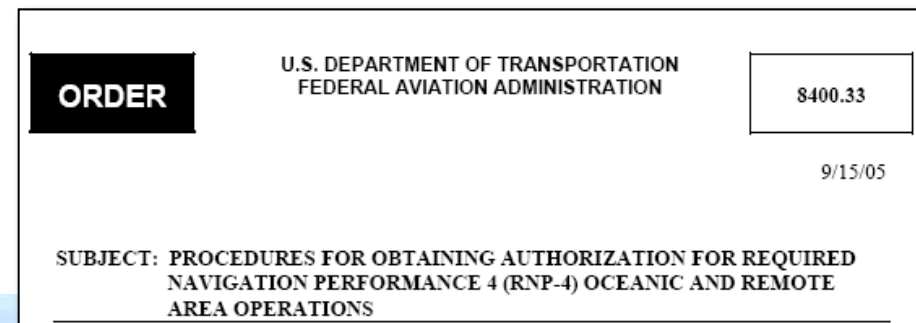 ORDER
U.S. DEPARTMENT OF TRANSPORTATION
FEDERAL AVIATION ADMINISTRATION
8400.33
9/15/05
SUBJECT: PROCEDURES FOR OBTAINING AUTHORIZATION FOR REQUIRED
NAVIGATION PERFORMANCE 4 (RNP-4) OCEANIC AND REMOTE
AREA OPERATIONS